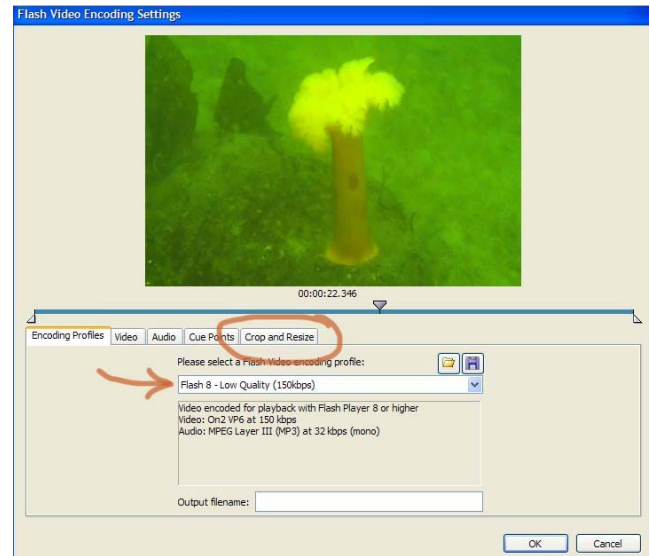 Flash Video Encoding Settings
00:00:22.346
Encoding Profiles Video Audio Cue Points Crop and Resize
Please select a Flash Video encoding profile:
Flash 8 - Low Quality (150kbps)
Video encoded for playback with Flash Player 8 or higher
Video: On2 VP6 at 150 kbps
Audio: MPEG Layer III (MP3) at 32 kbps (mono)
Output filename:
OK Cancel